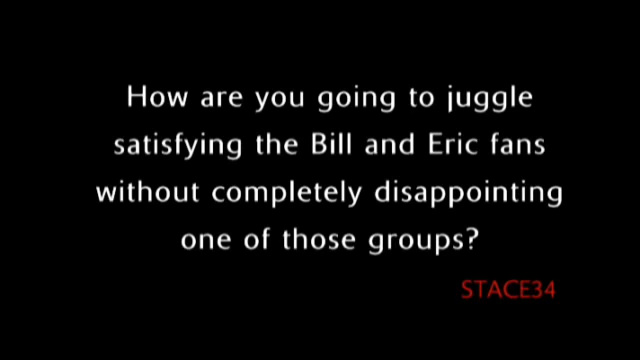 How are you going to juggle
satisfying the Bill and Eric fans
without completely disappointing
one of those groups?
STACE34